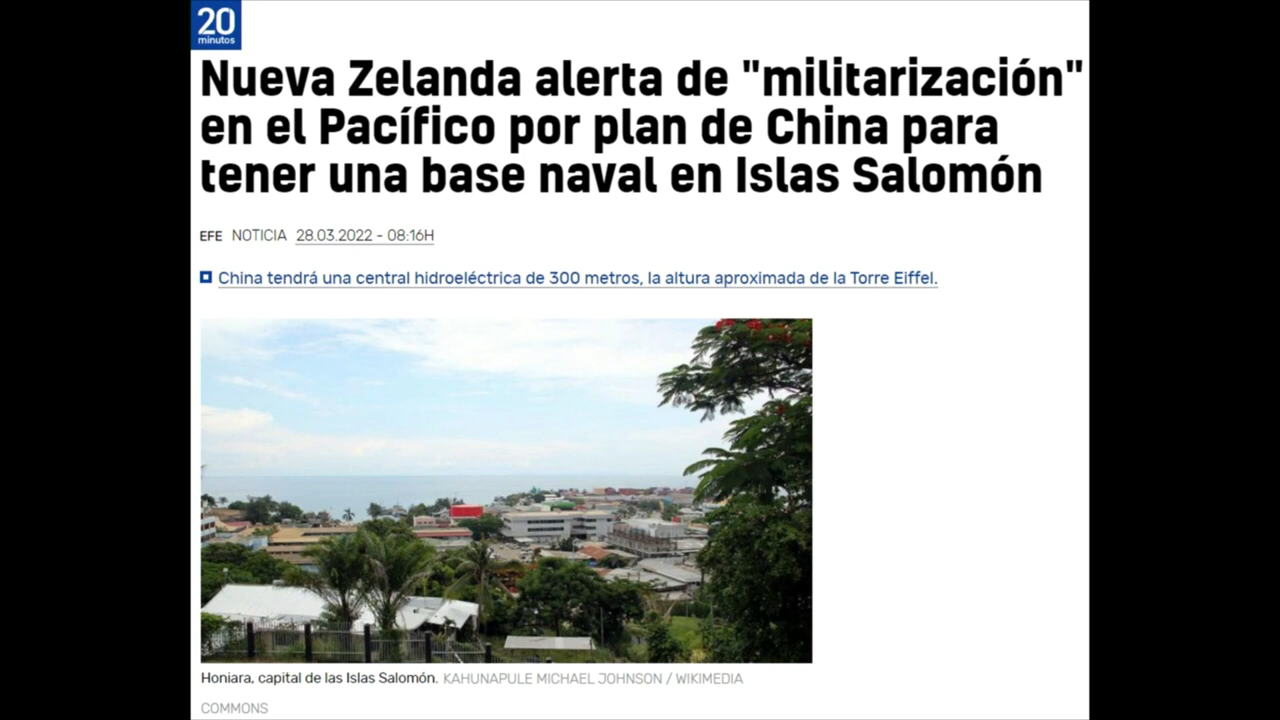 20
minutos
Nueva Zelanda alerta de "militarización"
en el Pacífico por plan de China para
tener una base naval en Islas Salomón
EFE NOTICIA 28.03.2022 - 08:16H
China tendrá una central hidroeléctrica de 300 metros, la altura aproximada de la Torre Eiffel.
Honiara, capital de las Islas Salomón. KAHUNAPULE MICHAEL JOHNSON / WIKIMEDIA
COMMONS